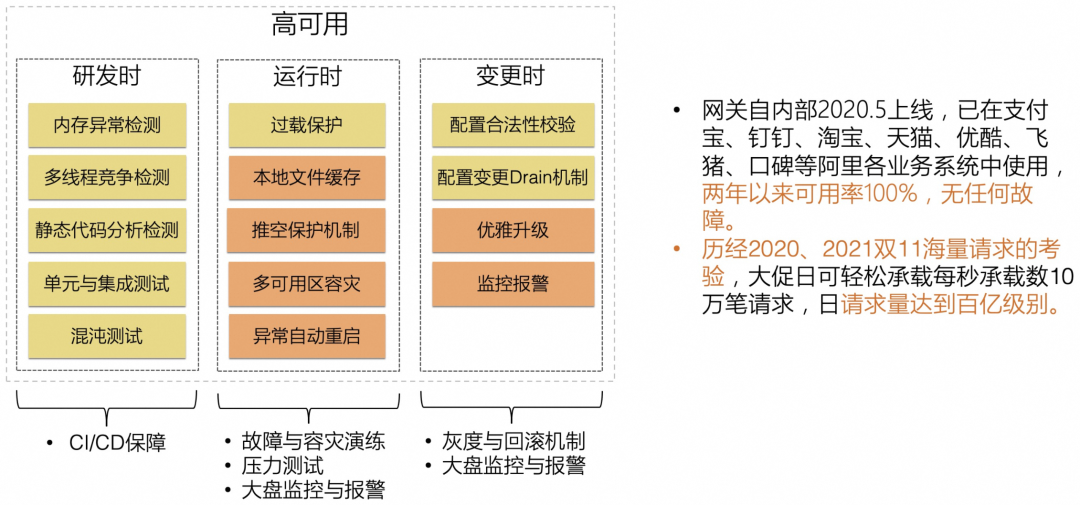 高可用
研发时
内存异常检测
多线程竞争检测
静态代码分析检测
单元与集成测试
混沌测试
运行时
过载保护
本地文件缓存
推空保护机制
多可用区容灾
异常自动重启
变更时
配置合法性校验
配置变更Drain机制
优雅升级
监控报警
• CI/CD保障
• 故障与容灾演练
• 压力测试
• 大盘监控与报警
• 灰度与回滚机制
• 大盘监控与报警
• 网关自内部2020.5上线，已在支付
宝、钉钉、淘宝、天猫、优酷、飞
猪、口碑等阿里各业务系统中使用，
两年以来可用率100%，无任何故
障。
• 历经2020、2021双11海量请求的考
验，大促日可轻松承载每秒承载数10
万笔请求，日请求量达到百亿级别。